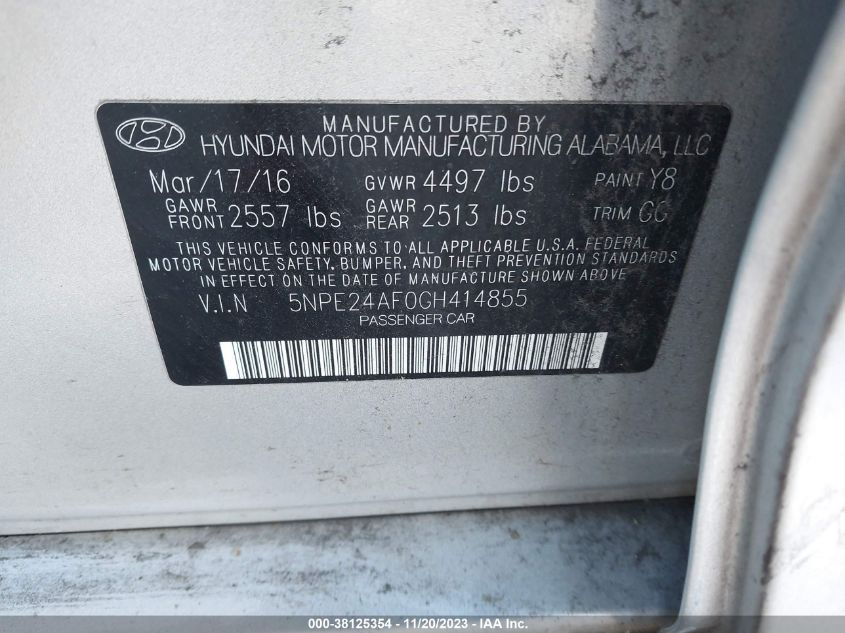 MANUFACTURED BY
HYUNDAI MOTOR MANUFACTURING ALABAMA, LLC
Mar/17/16 GVWR 4497 lbs PAINT Y8
GAWR FRONT 2557 lbs GAWR REAR 2513 lbs TRIM GG
THIS VEHICLE CONFORMS TO ALL APPLICABLE U.S.A. FEDERAL
MOTOR VEHICLE SAFETY, BUMPER, AND THEFT PREVENTION STANDARDS
IN EFFECT ON THE DATE OF MANUFACTURE SHOWN ABOVE.
V.I.N 5NPE24AF0GH414855
PASSENGER CAR
000-38125354 — 11/20/2023 — IAA Inc.